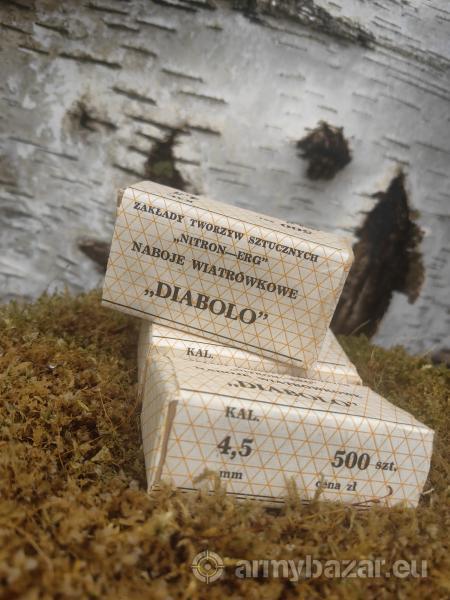 ZAKŁADY TWORZYW SZTUCZNYCH
„NITRON—ERG”
NABOJE WIATRÓWKOWE
„DIABOLO”
KAL.
„DIABOLO”
KAL.
4,5
mm
500 szt.
cena zł
armybazar.eu